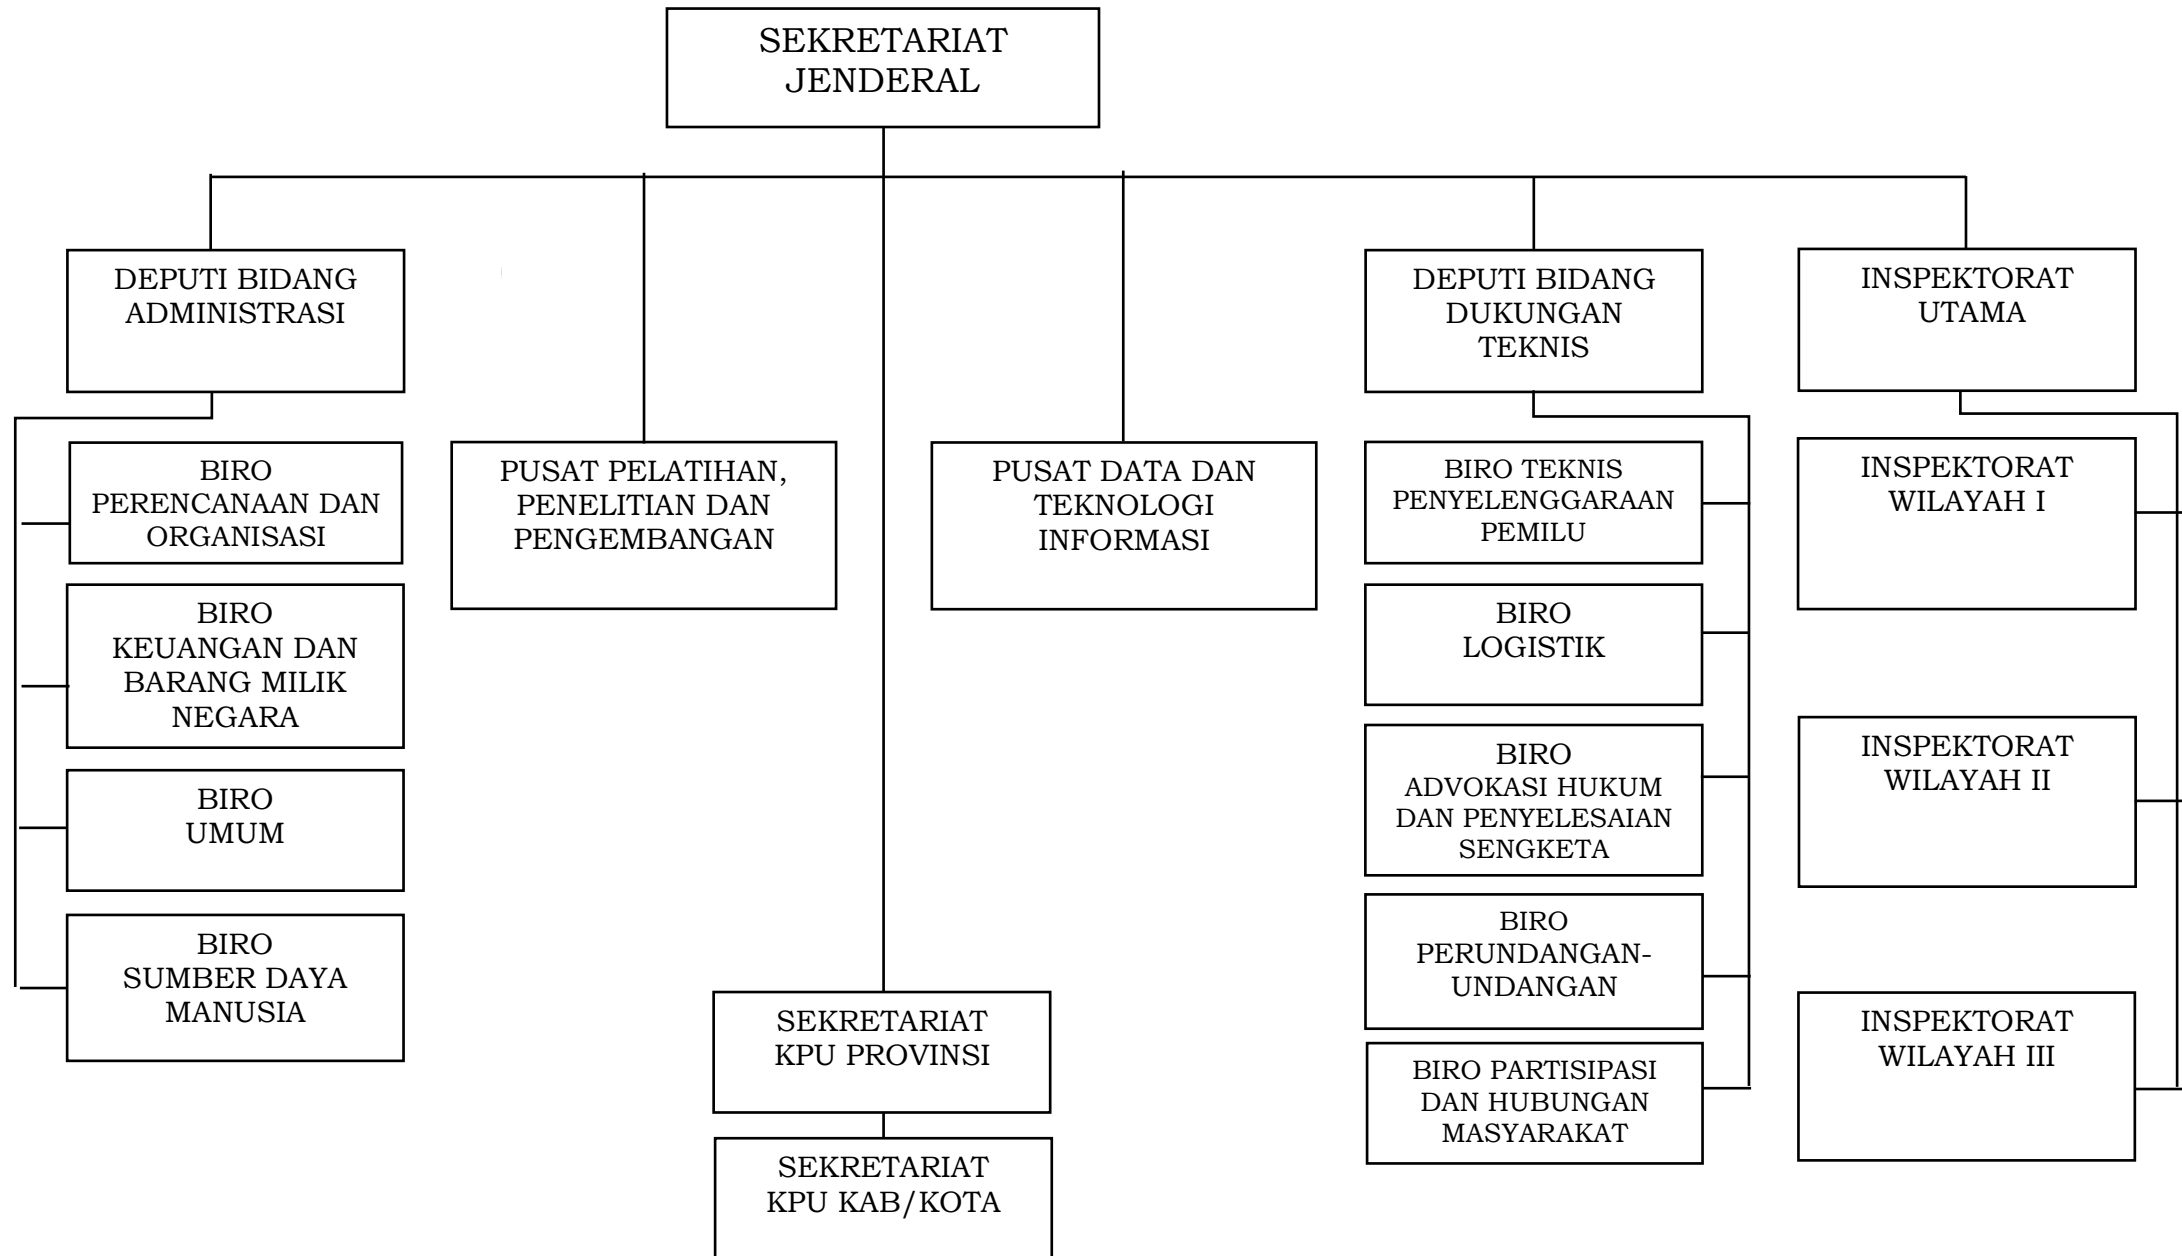 SEKRETARIAT
JENDERAL
DEPUTI BIDANG
ADMINISTRASI
DEPUTI BIDANG
DUKUNGAN
TEKNIS
INSPEKTORAT
UTAMA
BIRO
PERENCANAAN DAN
ORGANISASI
BIRO
KEUANGAN DAN
BARANG MILIK
NEGARA
BIRO
UMUM
BIRO
SUMBER DAYA
MANUSIA
PUSAT PELATIHAN,
PENELITIAN DAN
PENGEMBANGAN
PUSAT DATA DAN
TEKNOLOGI
INFORMASI
BIRO TEKNIS
PENYELENGGARAAN
PEMILU
BIRO
LOGISTIK
BIRO
ADVOKASI HUKUM
DAN PENYELESAIAN
SENGKETA
BIRO
PERUNDANGAN-
UNDANGAN
BIRO PARTISIPASI
DAN HUBUNGAN
MASYARAKAT
INSPEKTORAT
WILAYAH I
INSPEKTORAT
WILAYAH II
INSPEKTORAT
WILAYAH III
SEKRETARIAT
KPU PROVINSI
SEKRETARIAT
KPU KAB/KOTA